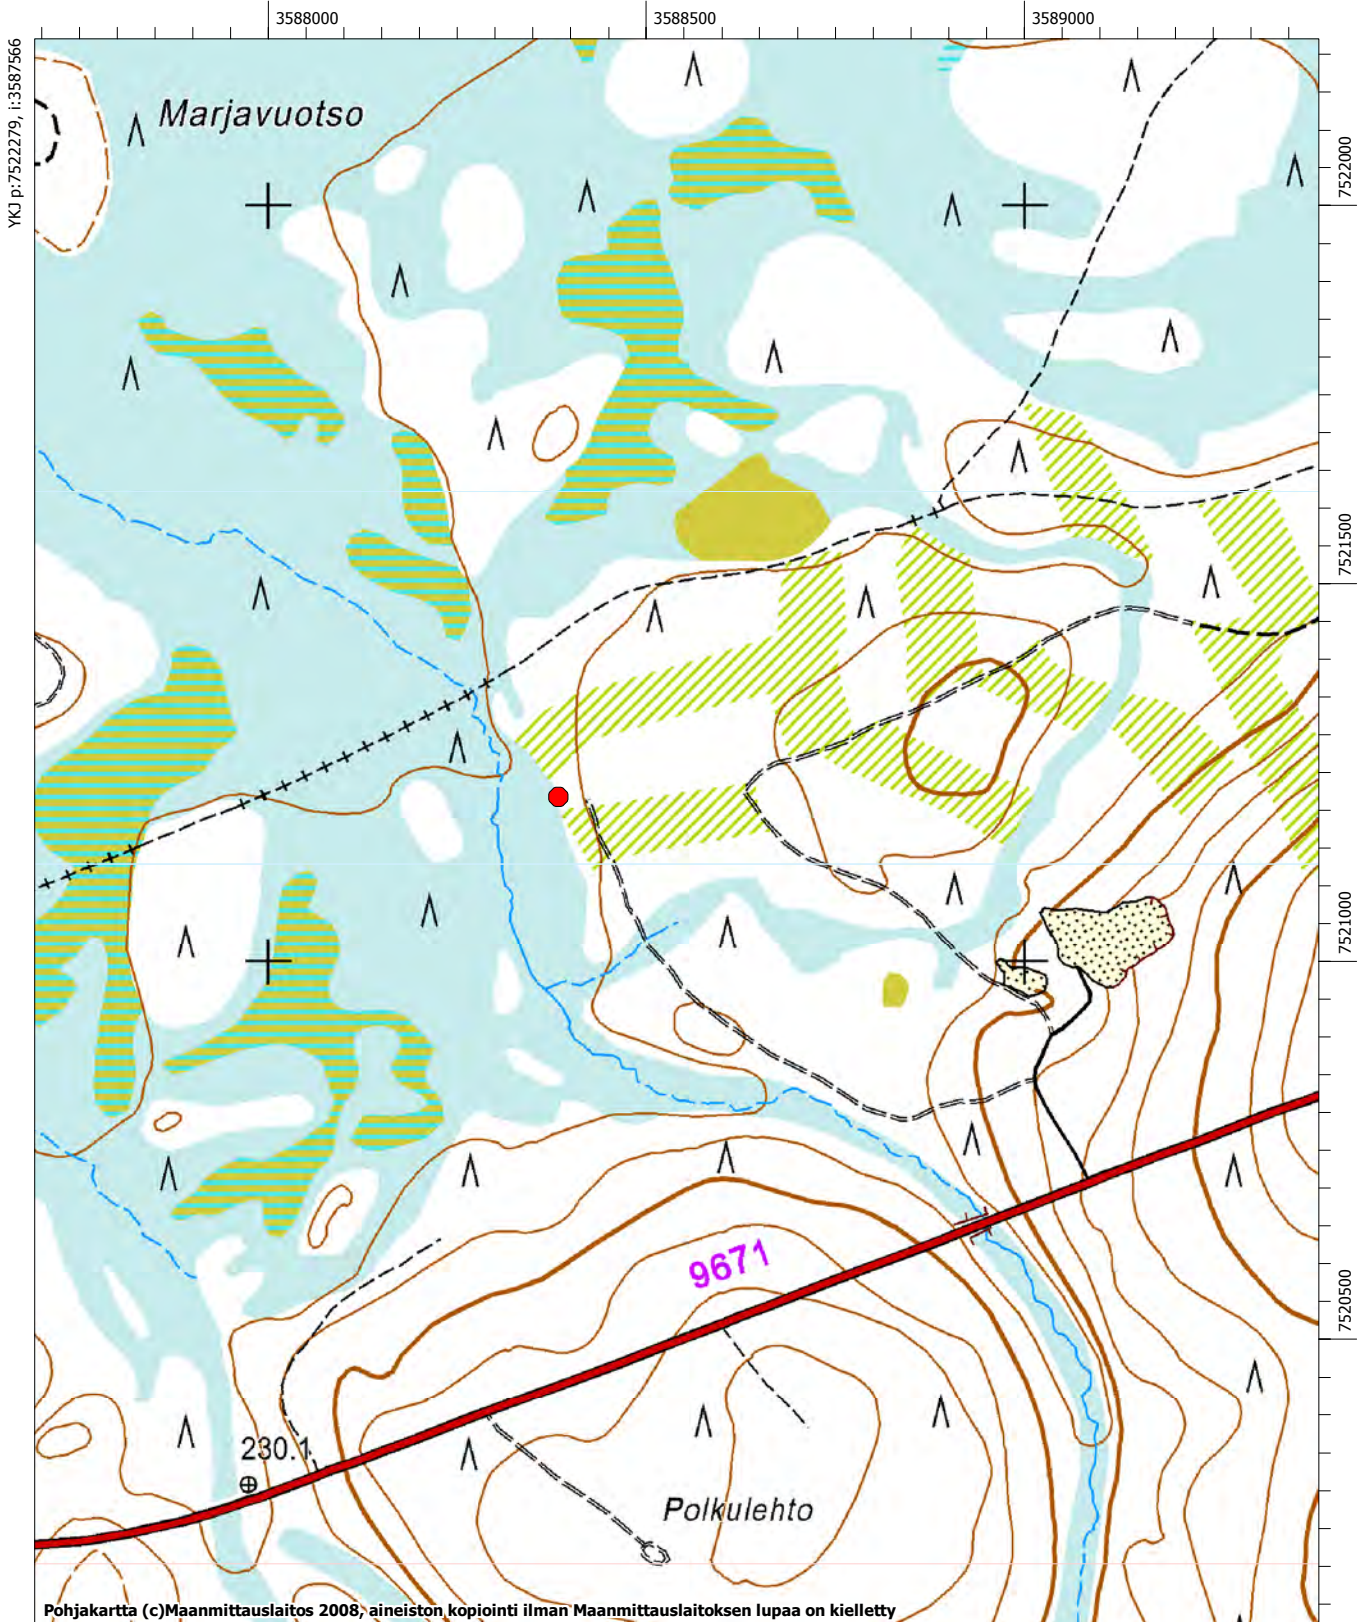 3588000
3588500
3589000
YKJ p:7522279, i:3587566
Marjavuotso
7522000
7521500
7521000
9671
7520500
230.1
Polkulehto
Pohjakartta (c)Maanmittauslaitos 2008, aineiston kopiointi ilman Maanmittauslaitoksen lupaa on kielletty